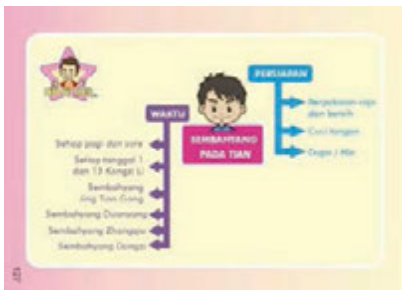 PERSIAPAN
Berpakaian rapi
dan bersih
Cuci tangan
Dupa / Hio
WAKTU
Setiap pagi dan sore
Setiap tanggal 1
dan 15 Kongzi Li
Sembahyang
Jing Tian Gong
Sembahyang Duanyang
Sembahyang Zhongqiu
Sembahyang Dongzi
SEMBAHYANG
PADA TIAN